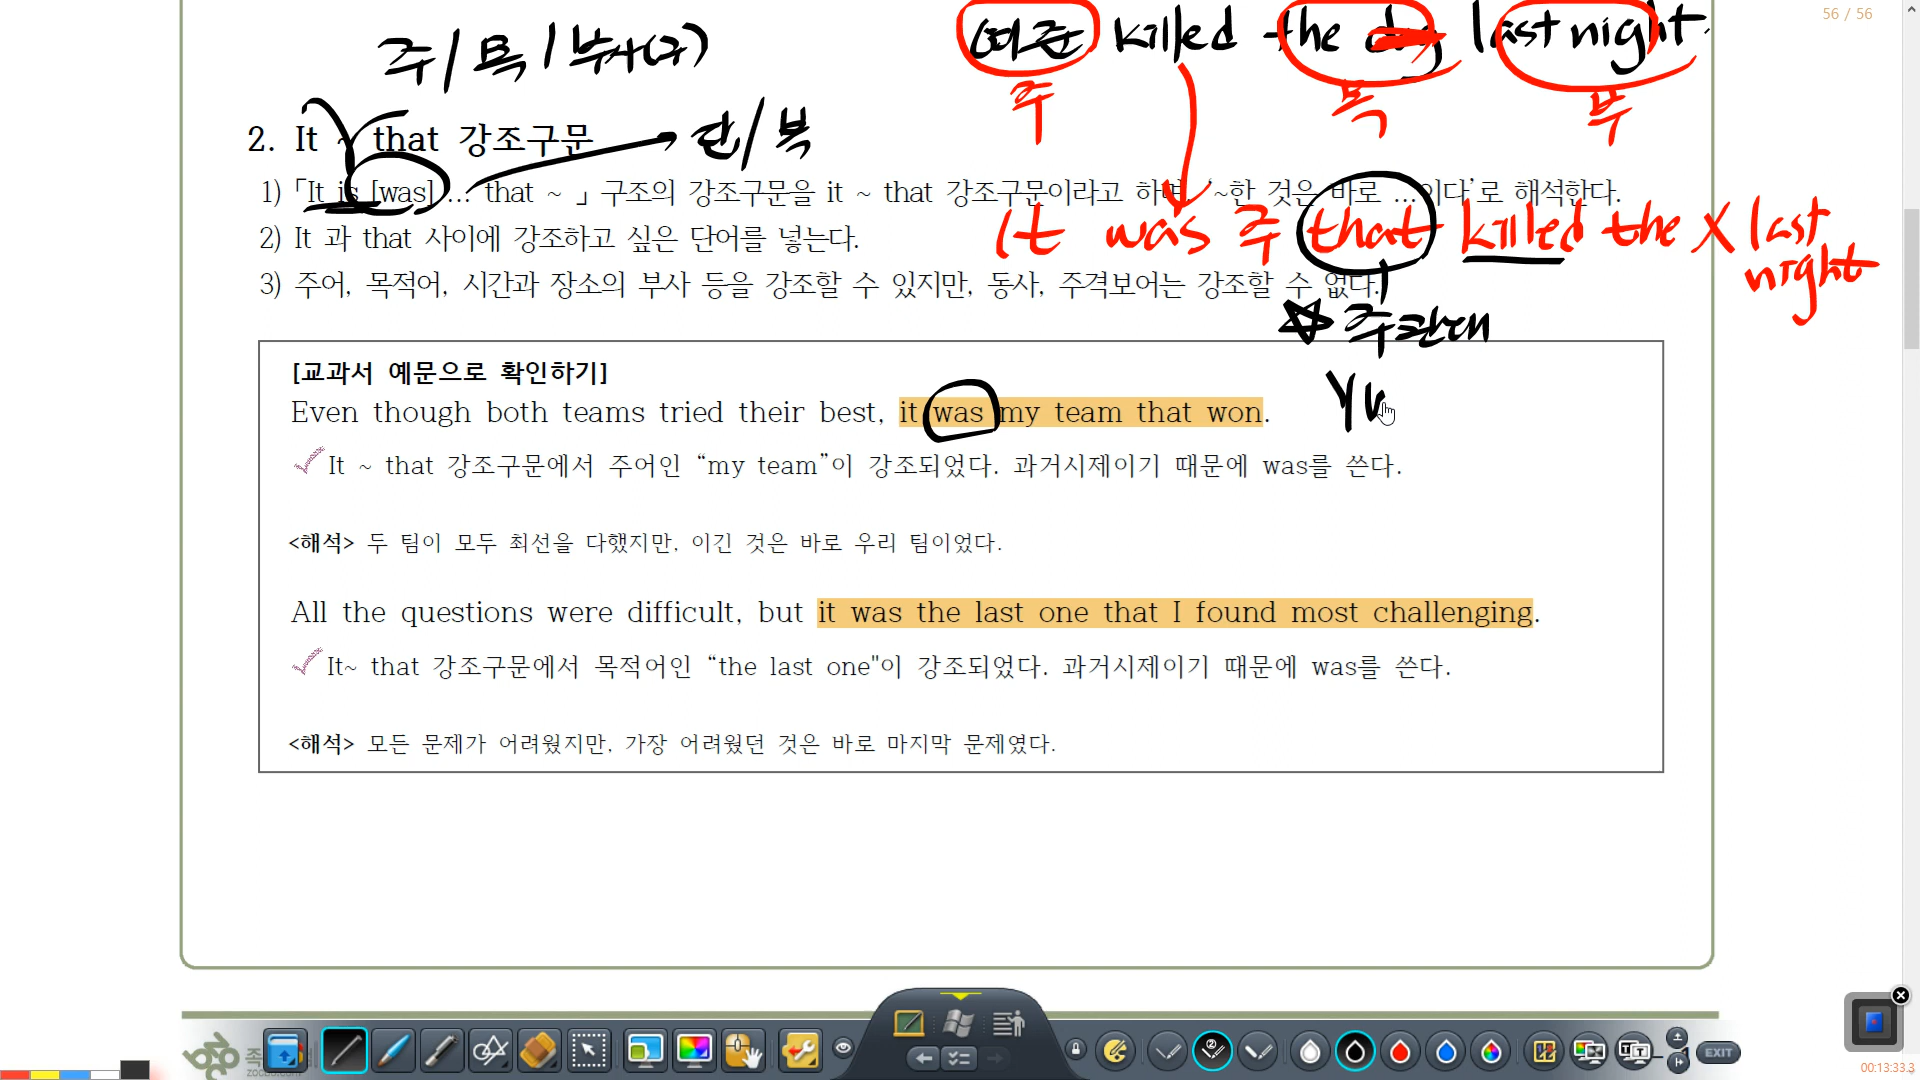 56 / 56
주 / 목 / 부사(구)
여준 killed the dog last night.
주 목 부
2. It ~ that 강조구문
단/복
1) 「It is [was] ... that ~ 」 구조의 강조구문을 it ~ that 강조구문이라고 하며 '~한 것은 바로 ...이다'로 해석한다.
It was 주 that killed the X last night
2) It 과 that 사이에 강조하고 싶은 단어를 넣는다.
3) 주어, 목적어, 시간과 장소의 부사 등을 강조할 수 있지만, 동사, 주격보어는 강조할 수 없다.
☆ 주관대
[교과서 예문으로 확인하기]
Even though both teams tried their best, it was my team that won.
It ~ that 강조구문에서 주어인 “my team”이 강조되었다. 과거시제이기 때문에 was를 쓴다.
<해석> 두 팀이 모두 최선을 다했지만, 이긴 것은 바로 우리 팀이었다.
All the questions were difficult, but it was the last one that I found most challenging.
It~ that 강조구문에서 목적어인 “the last one"이 강조되었다. 과거시제이기 때문에 was를 쓴다.
<해석> 모든 문제가 어려웠지만, 가장 어려웠던 것은 바로 마지막 문제였다.
EXIT
00:13:33.3